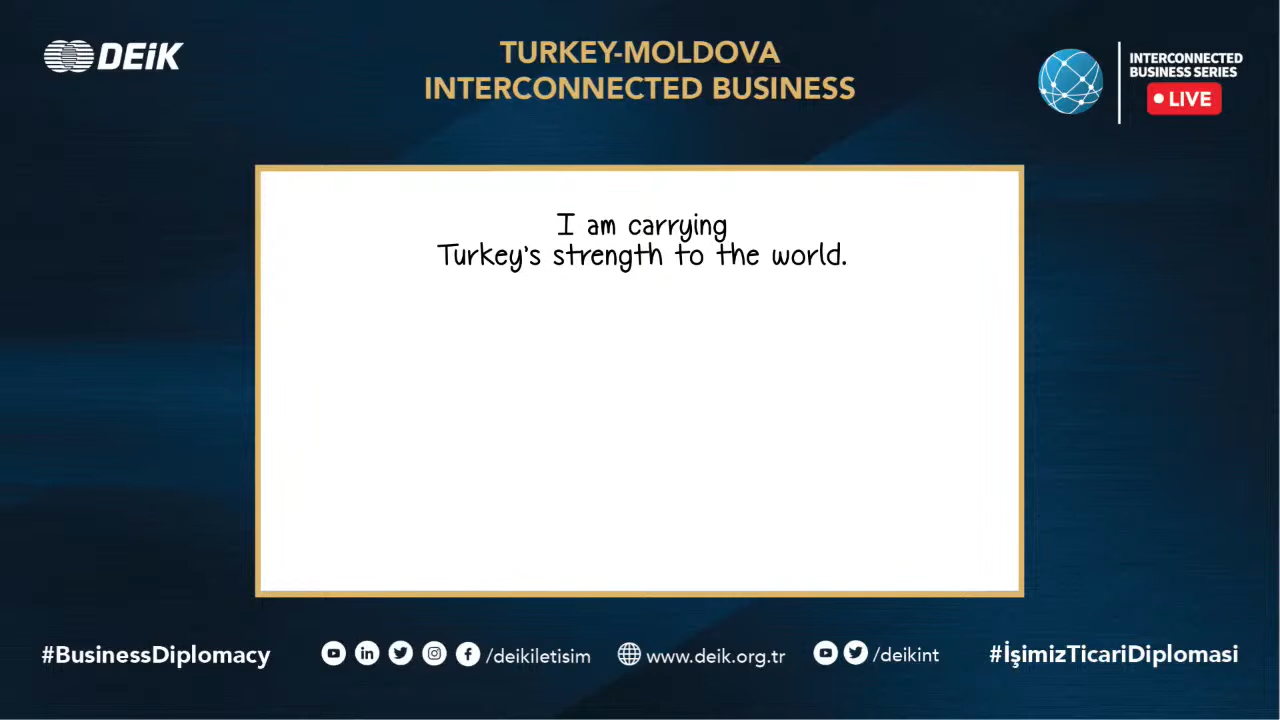 DEiK
TURKEY-MOLDOVA
INTERCONNECTED BUSINESS
INTERCONNECTED
BUSINESS SERIES
LIVE
I am carrying
Turkey's strength to the world.
#BusinessDiplomacy
/deikiletisim
www.deik.org.tr
/deikint
#İşimizTicariDiplomasi